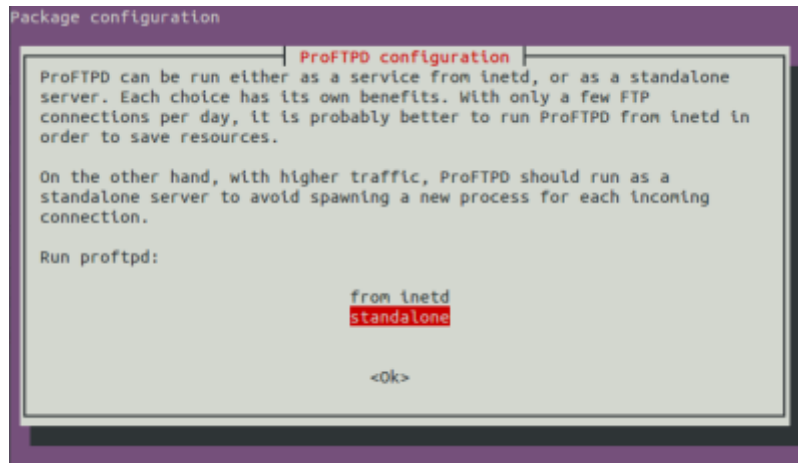 Package configuration
ProFTPD configuration
ProFTPD can be run either as a service from inetd, or as a standalone
server. Each choice has its own benefits. With only a few FTP
connections per day, it is probably better to run ProFTPD from inetd in
order to save resources.
On the other hand, with higher traffic, ProFTPD should run as a
standalone server to avoid spawning a new process for each incoming
connection.
Run proftpd:
from inetd
standalone
<Ok>